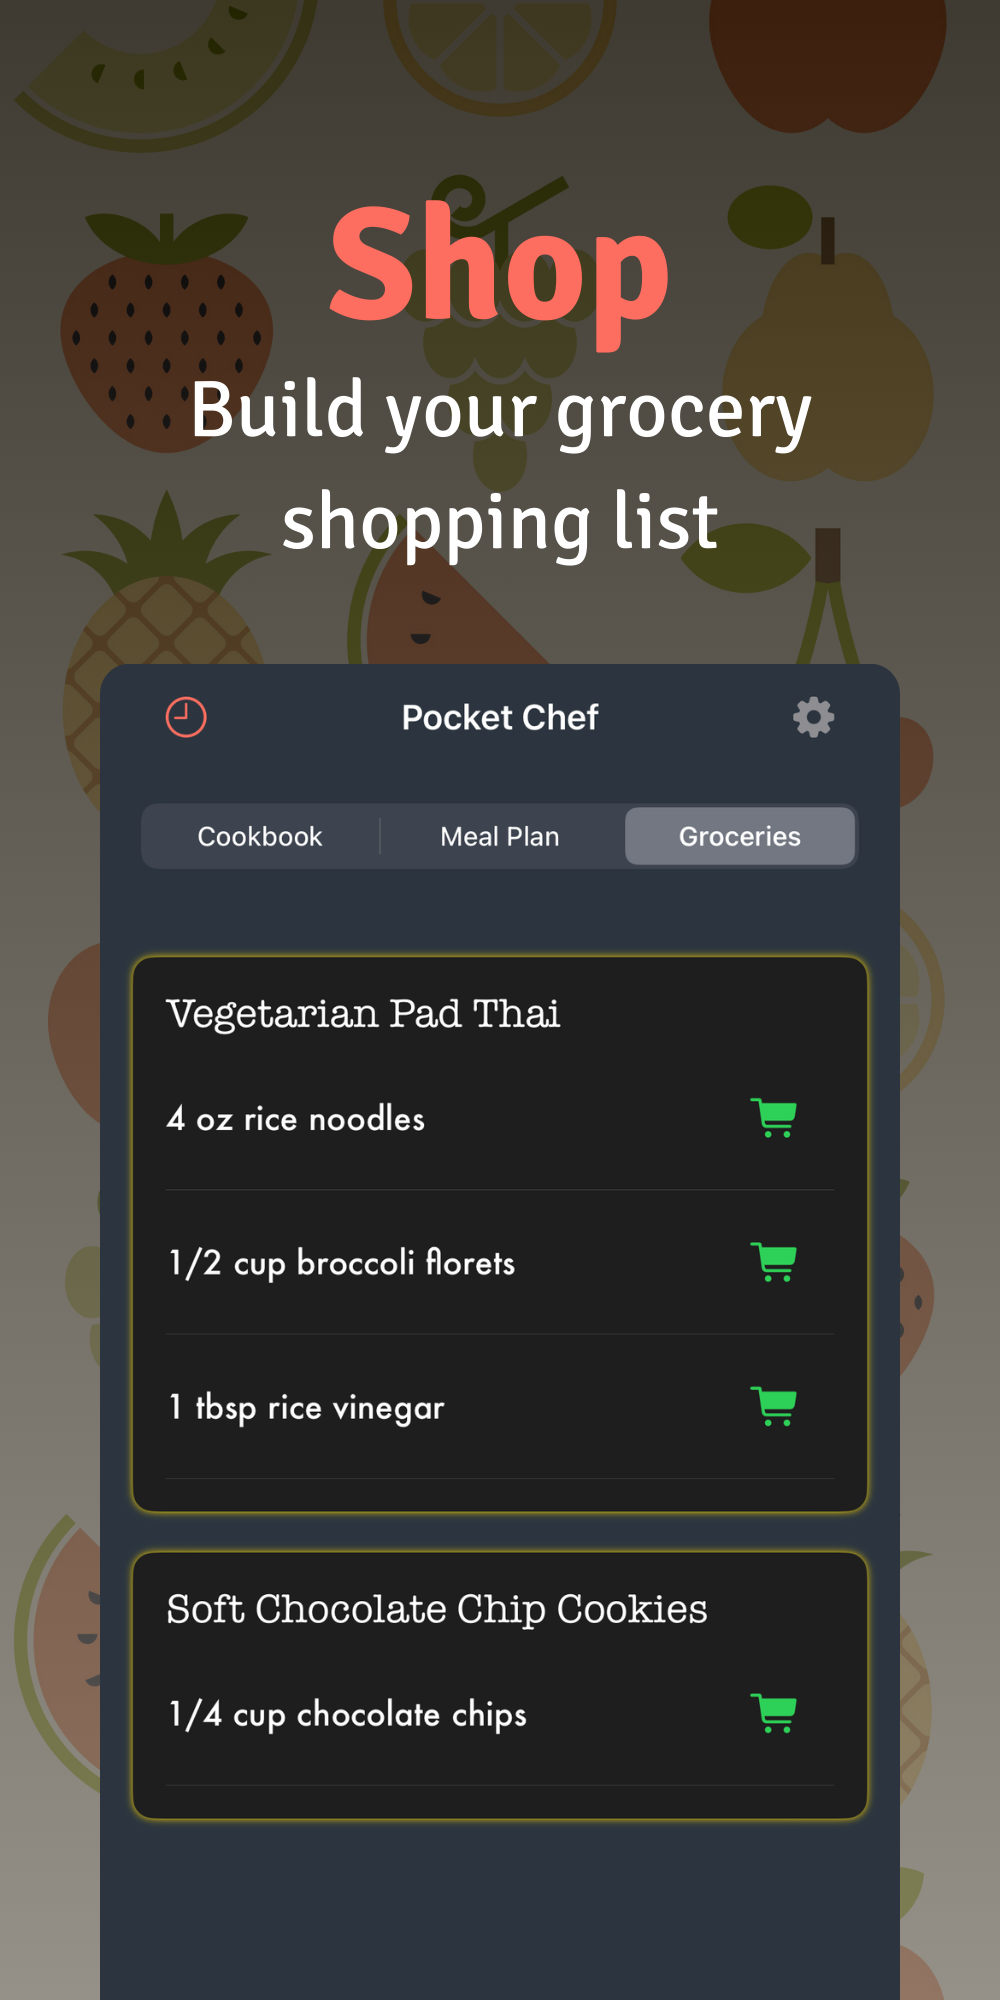 Shop
Build your grocery
shopping list
Pocket Chef
Cookbook
Meal Plan
Groceries
Vegetarian Pad Thai
4 oz rice noodles
1/2 cup broccoli florets
1 tbsp rice vinegar
Soft Chocolate Chip Cookies
1/4 cup chocolate chips